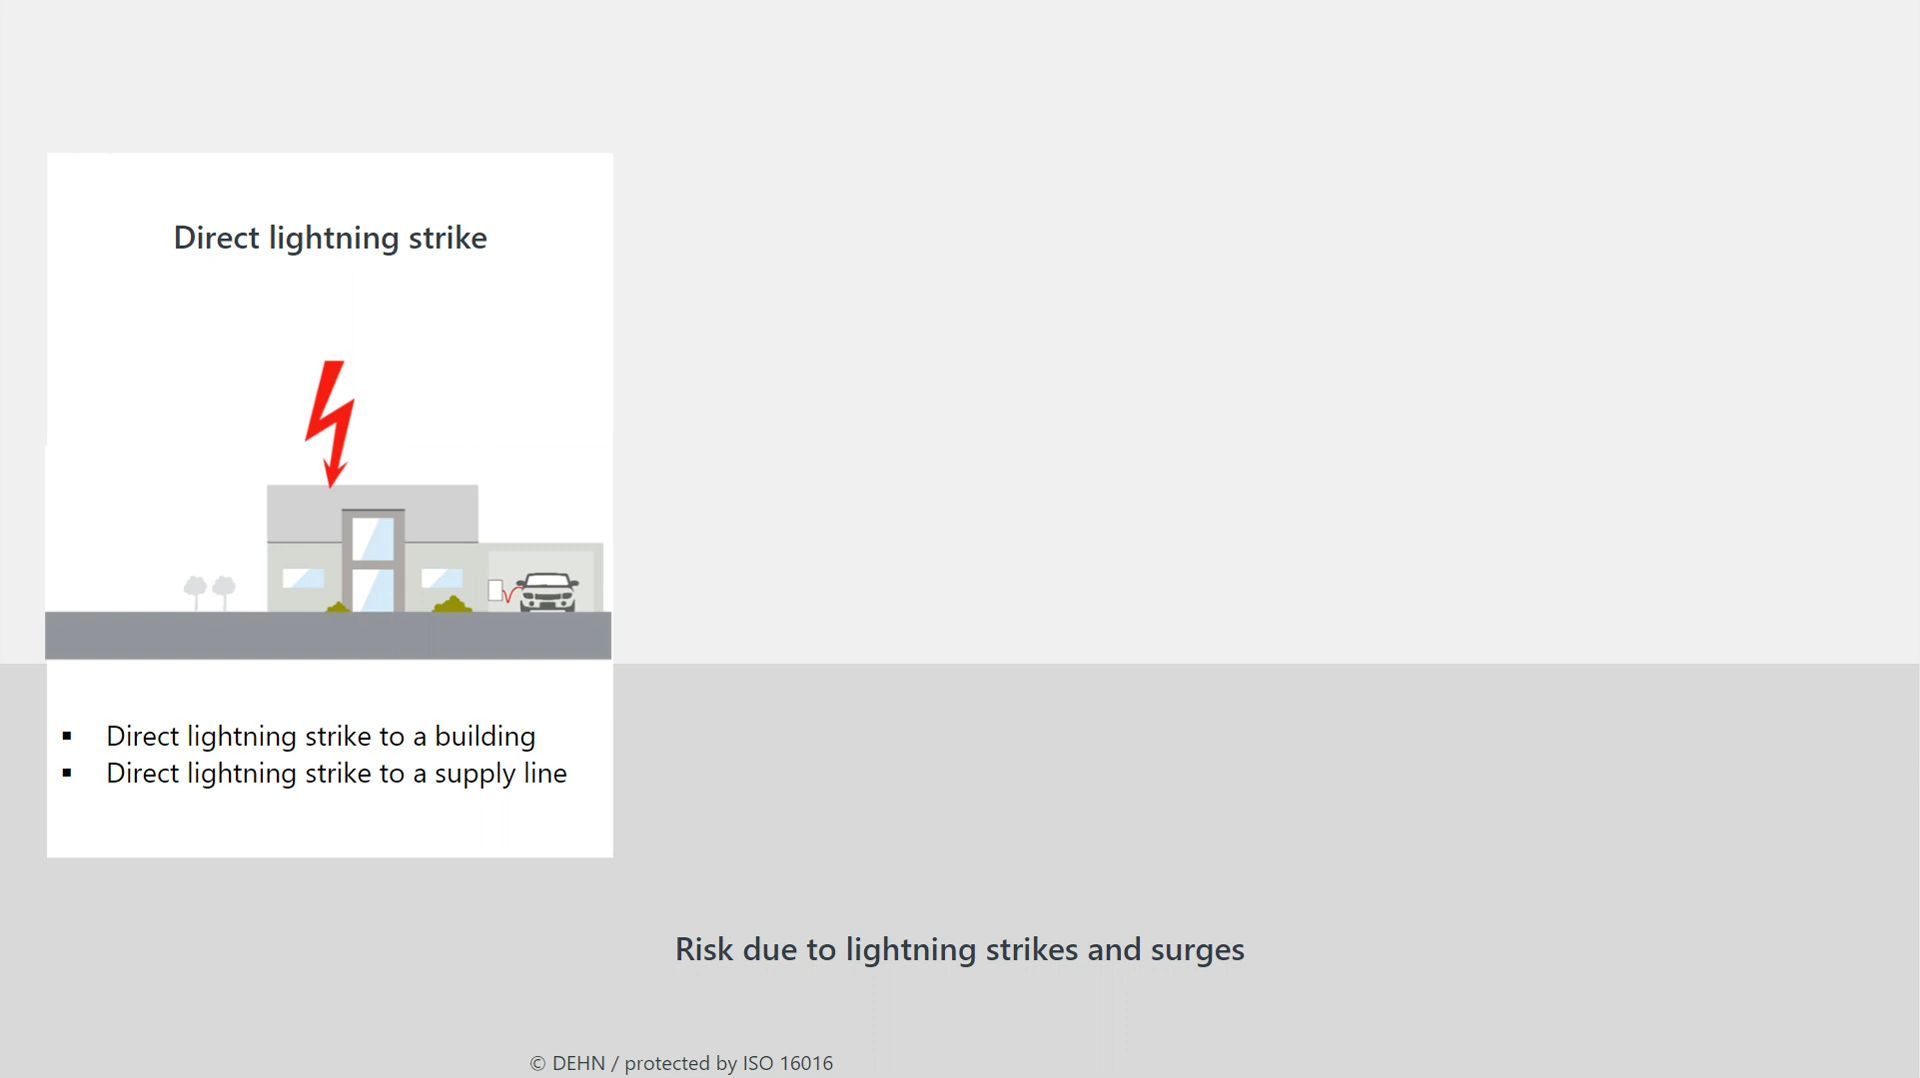 Direct lightning strike
▪ Direct lightning strike to a building
▪ Direct lightning strike to a supply line
Risk due to lightning strikes and surges
© DEHN / protected by ISO 16016